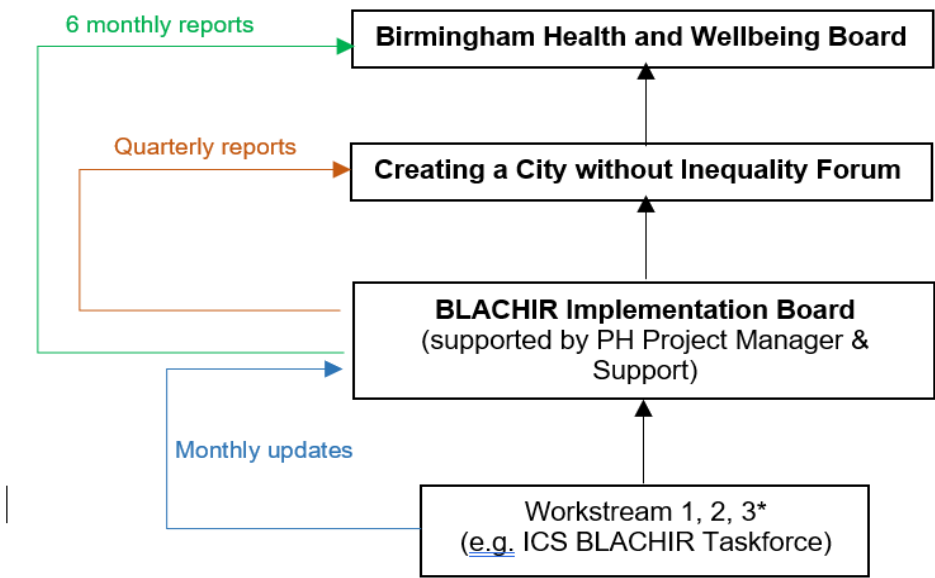 6 monthly reports
Birmingham Health and Wellbeing Board
Quarterly reports
Creating a City without Inequality Forum
BLACHIR Implementation Board
(supported by PH Project Manager &
Support)
Monthly updates
Workstream 1, 2, 3*
(e.g. ICS BLACHIR Taskforce)